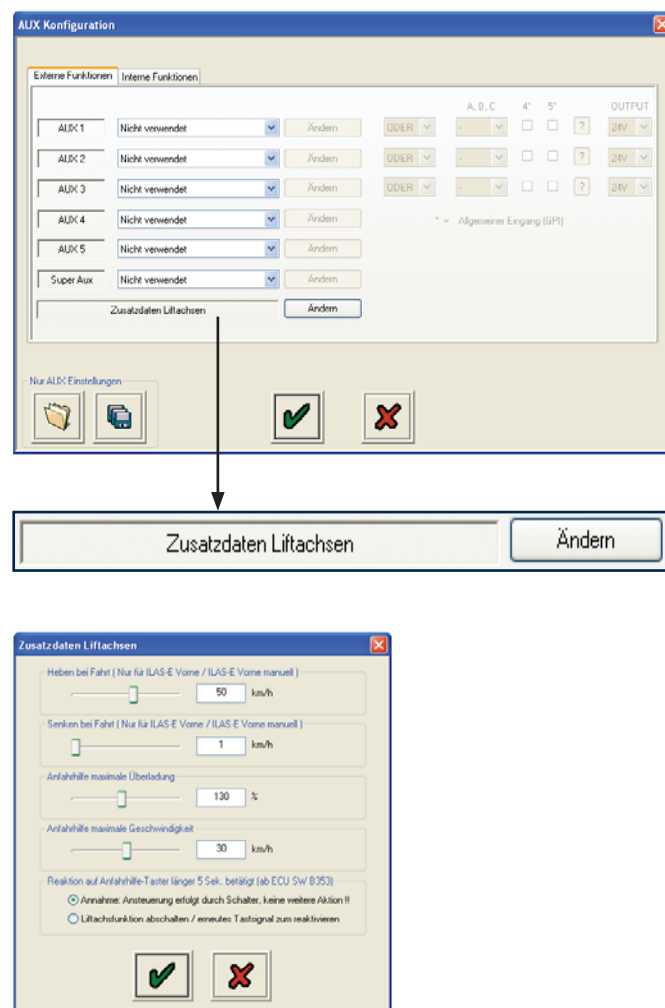 AUX Konfiguration
Externe Funktionen Interne Funktionen
A, B, C 4* 5* OUTPUT
AUX 1 Nicht verwendet Ändern ODER - ? 24V
AUX 2 Nicht verwendet Ändern ODER - ? 24V
AUX 3 Nicht verwendet Ändern ODER - ? 24V
AUX 4 Nicht verwendet Ändern * = Allgemeiner Eingang (GPI)
AUX 5 Nicht verwendet Ändern
Super Aux Nicht verwendet Ändern
Zusatzdaten Liftachsen Ändern
Nur AUX Einstellungen
Zusatzdaten Liftachsen Ändern
Zusatzdaten Liftachsen
Heben bei Fahrt ( Nur für ILAS-E Vorne / ILAS-E Vorne manuell )
50 km/h
Senken bei Fahrt ( Nur für ILAS-E Vorne / ILAS-E Vorne manuell )
1 km/h
Anfahrhilfe maximale Überladung
130 %
Anfahrhilfe maximale Geschwindigkeit
30 km/h
Reaktion auf Anfahrhilfe-Taster länger 5 Sek. betätigt (ab ECU SW B353)
Annahme: Ansteuerung erfolgt durch Schalter, keine weitere Aktion !!
Liftachsfunktion abschalten / erneutes Tastsignal zum reaktivieren